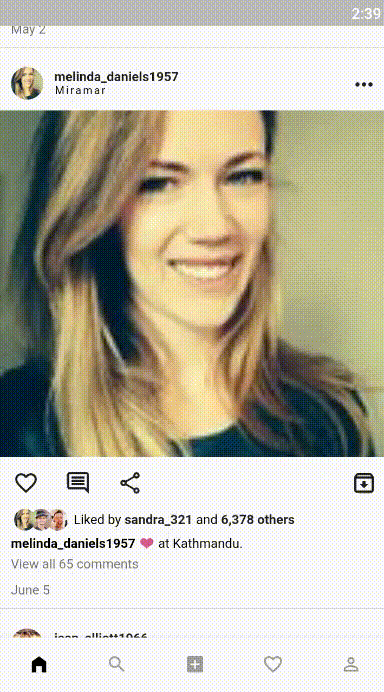 2:39
May 2
melinda_daniels1957
Miramar
Liked by sandra_321 and 6,378 others
melinda_daniels1957 ❤ at Kathmandu.
View all 65 comments
June 5
jean_elliott1966